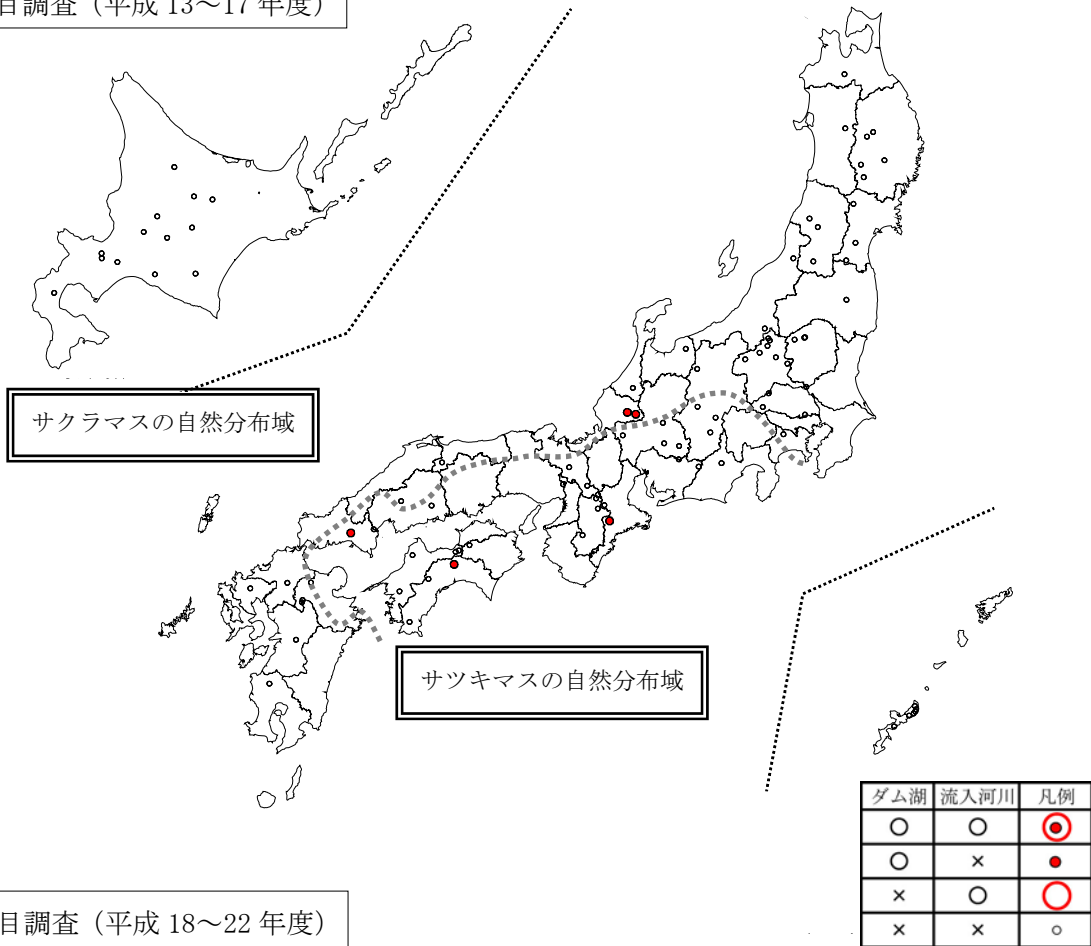 目調査（平成 13～17 年度）
サクラマスの自然分布域
サツキマスの自然分布域
ダム湖 流入河川 凡例
○ ○
○ ×
× ○
× ×
目調査（平成 18～22 年度）